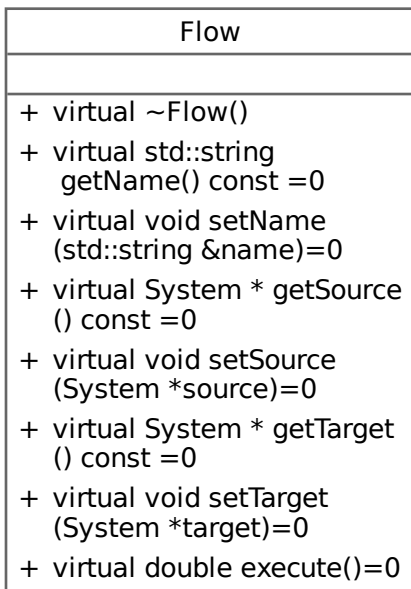 Flow
+ virtual ~Flow()
+ virtual std::string
getName() const =0
+ virtual void setName
(std::string &name)=0
+ virtual System * getSource
() const =0
+ virtual void setSource
(System *source)=0
+ virtual System * getTarget
() const =0
+ virtual void setTarget
(System *target)=0
+ virtual double execute()=0